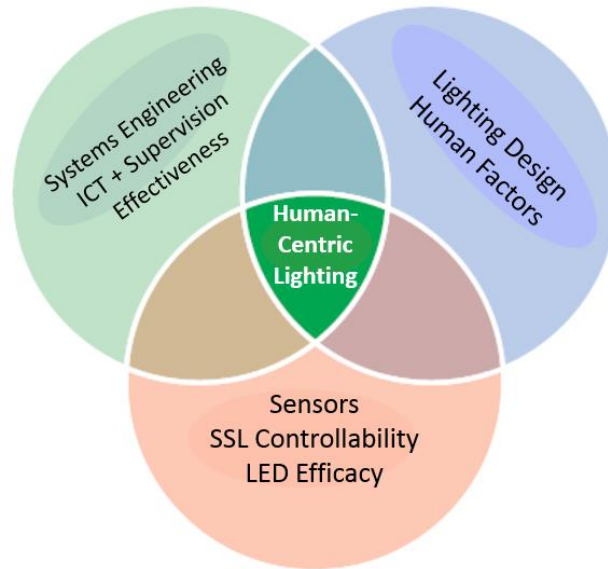 Systems Engineering
ICT + Supervision
Effectiveness
Lighting Design
Human Factors
Human-
Centric
Lighting
Sensors
SSL Controllability
LED Efficacy